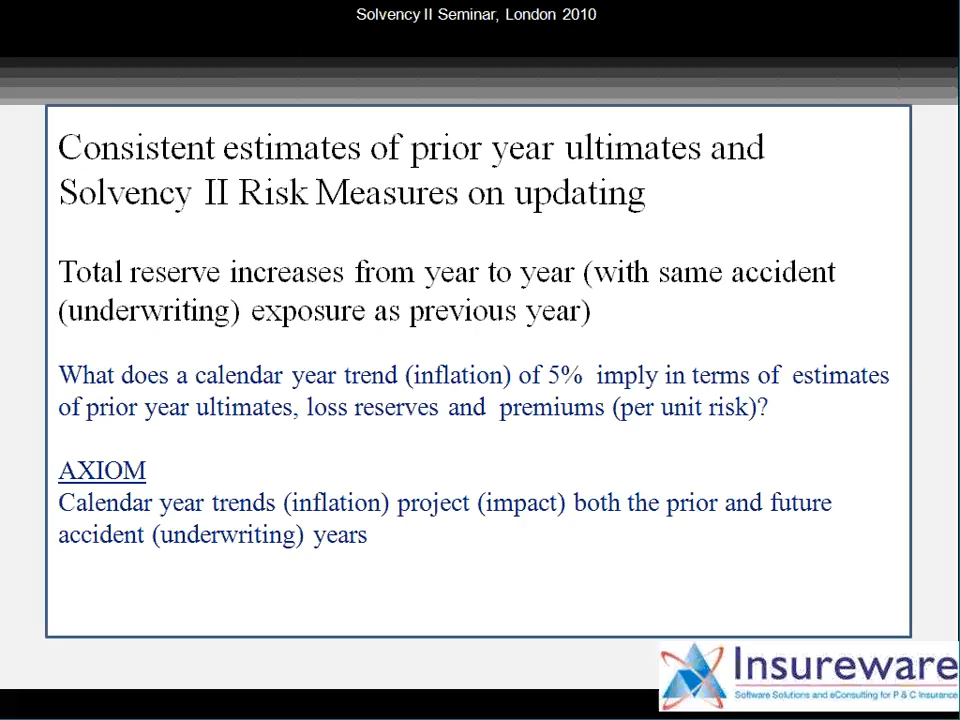 Solvency II Seminar, London 2010
Consistent estimates of prior year ultimates and
Solvency II Risk Measures on updating
Total reserve increases from year to year (with same accident
(underwriting) exposure as previous year)
What does a calendar year trend (inflation) of 5% imply in terms of estimates
of prior year ultimates, loss reserves and premiums (per unit risk)?
AXIOM
Calendar year trends (inflation) project (impact) both the prior and future
accident (underwriting) years
Insureware
Software Solutions and eConsulting for P & C Insurance